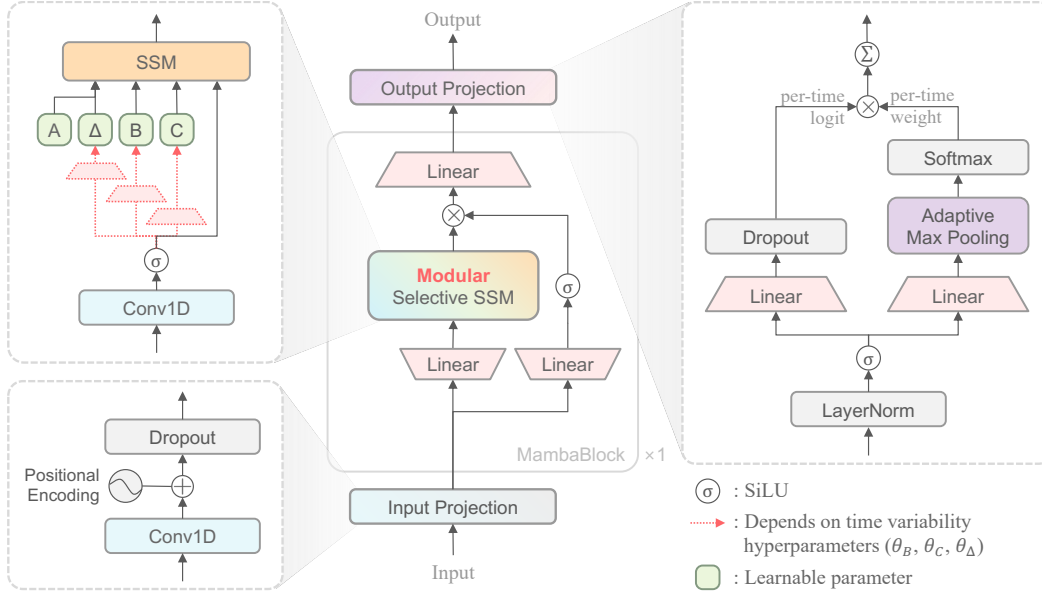 SSM
A
Δ
B
C
σ
Conv1D
Dropout
Positional
Encoding
Conv1D
Output
Output Projection
Linear
Modular
Selective SSM
σ
Linear
Linear
MambaBlock
×1
Input Projection
Input
Σ
per-time
logit
per-time
weight
Softmax
Adaptive
Max Pooling
Dropout
Linear
Linear
σ
LayerNorm
σ : SiLU
: Depends on time variability
hyperparameters (θ_B, θ_C, θ_Δ)
: Learnable parameter